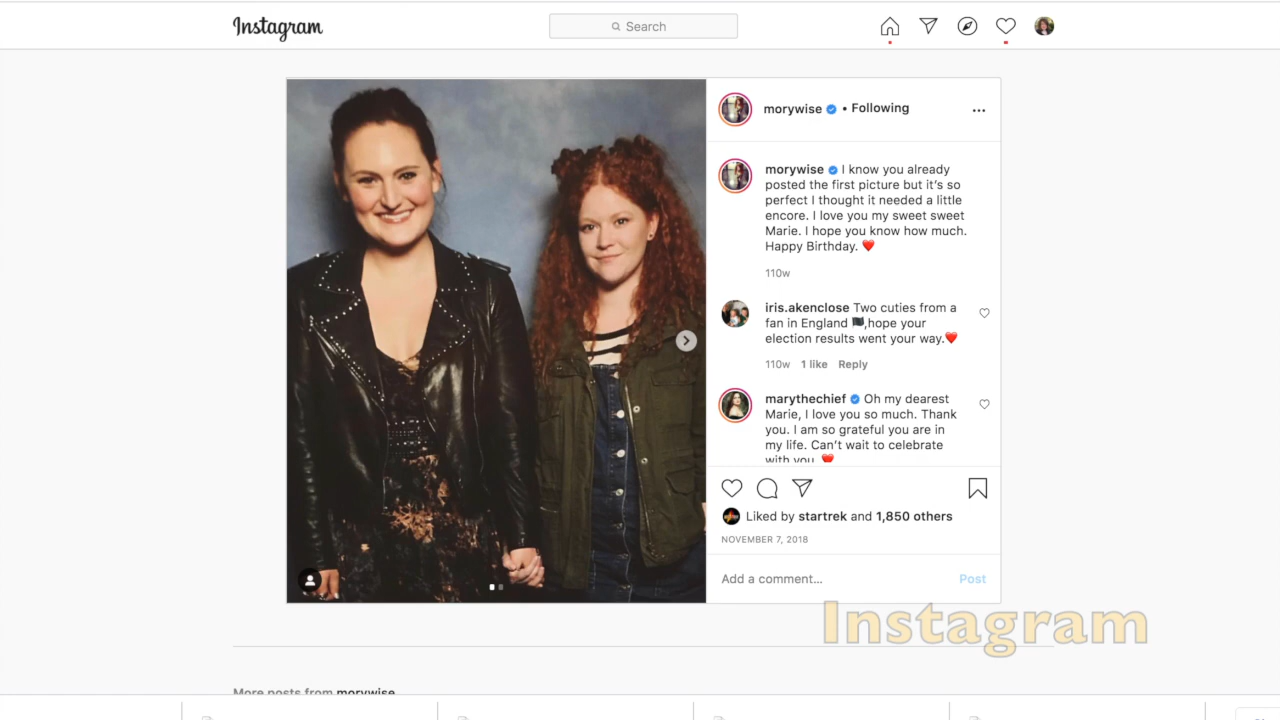 Instagram
Search
morywise • Following
morywise I know you already
posted the first picture but it's so
perfect I thought it needed a little
encore. I love you my sweet sweet
Marie. I hope you know how much.
Happy Birthday. ❤️
110w
iris.akenclose Two cuties from a
fan in England 🏴,hope your
election results went your way.❤️
110w 1 like Reply
marythechief Oh my dearest
Marie, I love you so much. Thank
you. I am so grateful you are in
my life. Can't wait to celebrate
with you. ❤️
Liked by startrek and 1,850 others
NOVEMBER 7, 2018
Add a comment... Post
Instagram
More posts from morywise